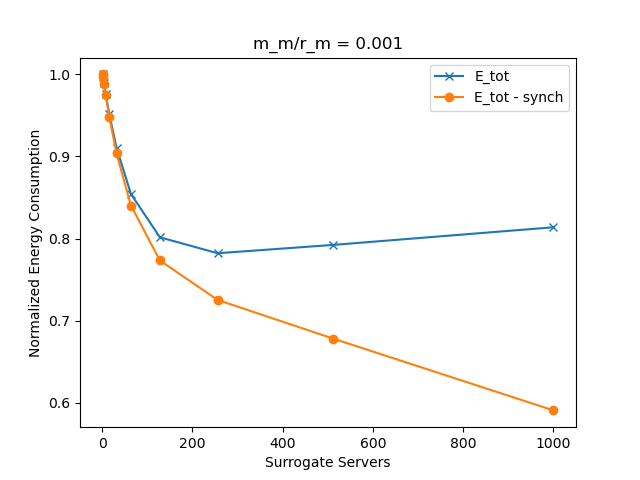 m_m/r_m = 0.001
E_tot
E_tot - synch
Normalized Energy Consumption
1.0
0.9
0.8
0.7
0.6
0
200
400
600
800
1000
Surrogate Servers